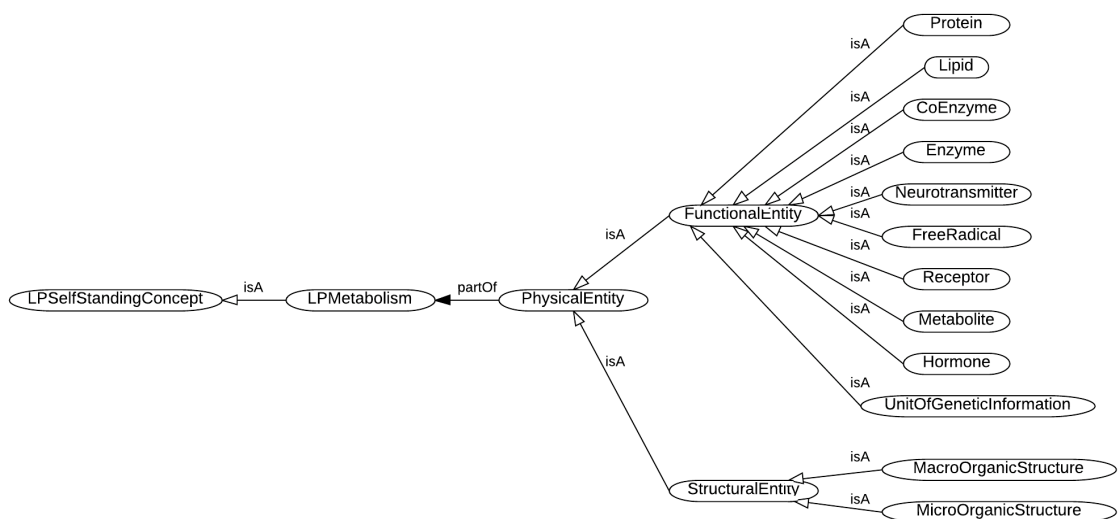 Protein
isA
Lipid
isA
CoEnzyme
isA
Enzyme
isA
Neurotransmitter
isA
FunctionalEntity
isA
FreeRadical
isA
isA
Receptor
isA
Metabolite
LPSelfStandingConcept
isA
LPMetabolism
partOf
PhysicalEntity
isA
Hormone
isA
isA
UnitOfGeneticInformation
isA
MacroOrganicStructure
StructuralEntity
isA
MicroOrganicStructure